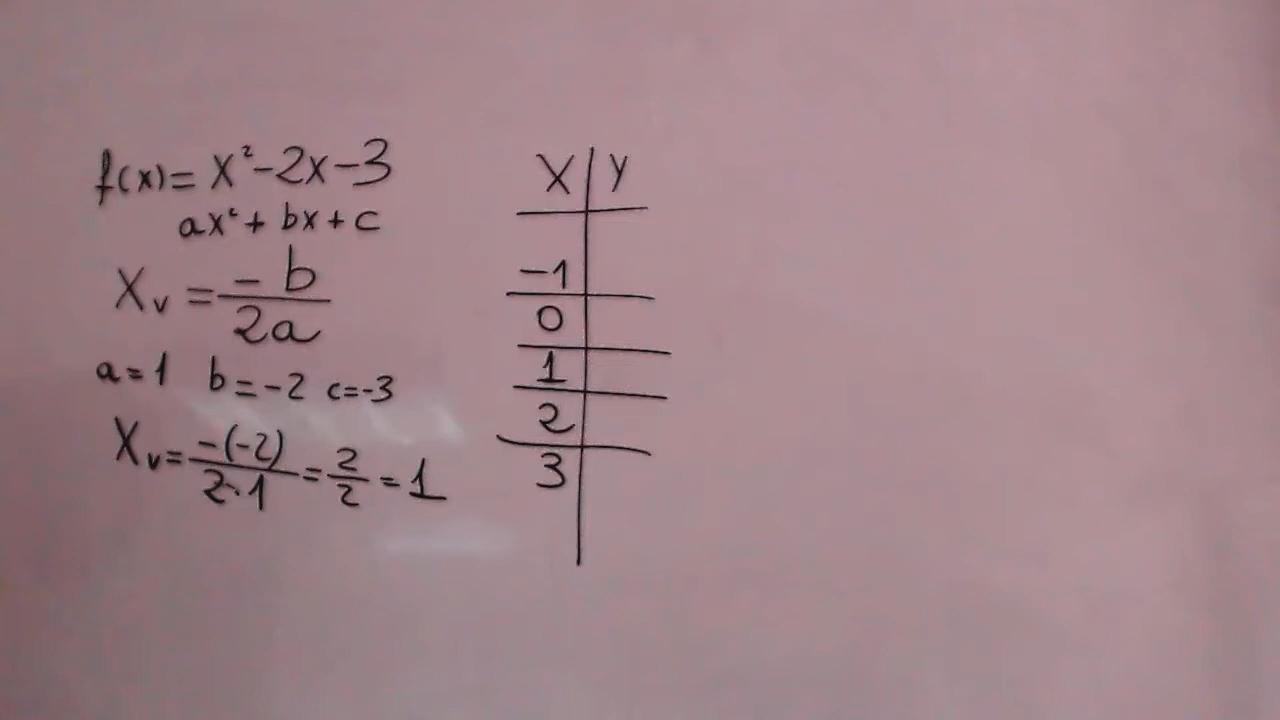 f(x)= x²-2x-3
ax²+ bx+c
Xv = -b/2a
a=1 b=-2 c=-3
Xv= -(-2)/2·1 = 2/2 = 1
X | Y
-1
0
1
2
3